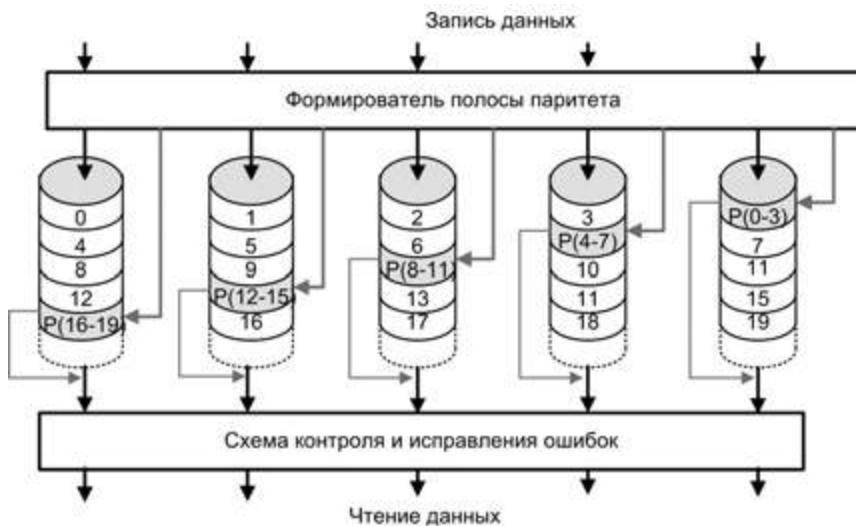 Запись данных
Формирователь полосы паритета
0 1 2 3 P(0-3)
4 5 6 P(4-7) 7
8 9 P(8-11) 10 11
12 P(12-15) 13 11 15
P(16-19) 16 17 18 19
Схема контроля и исправления ошибок
Чтение данных